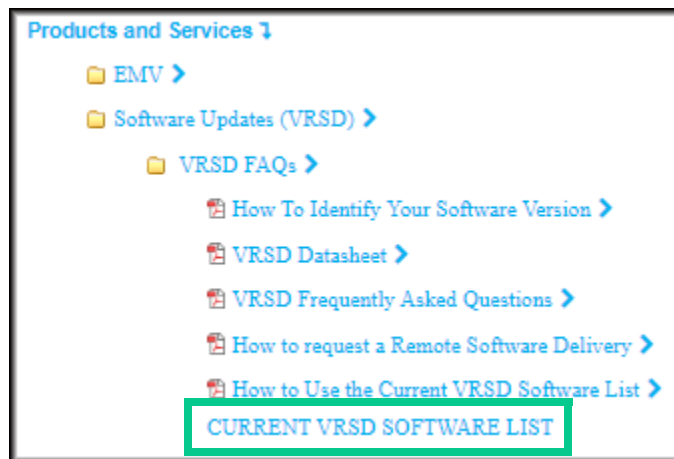 Products and Services
EMV
Software Updates (VRSD)
VRSD FAQs
How To Identify Your Software Version
VRSD Datasheet
VRSD Frequently Asked Questions
How to request a Remote Software Delivery
How to Use the Current VRSD Software List
CURRENT VRSD SOFTWARE LIST